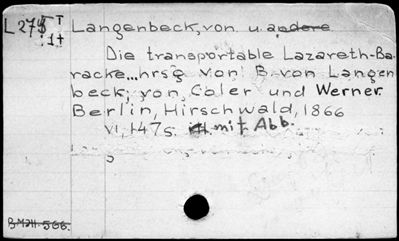 L 275 T
Langenbeck, von u. andere
1+
Die transportable Lazareth-Ba-
racke...hrsg von B. von Langen
beck, von Coler und Werner.
Berlin, Hirschwald, 1866
VI, 147 s. mit Abb.
566.